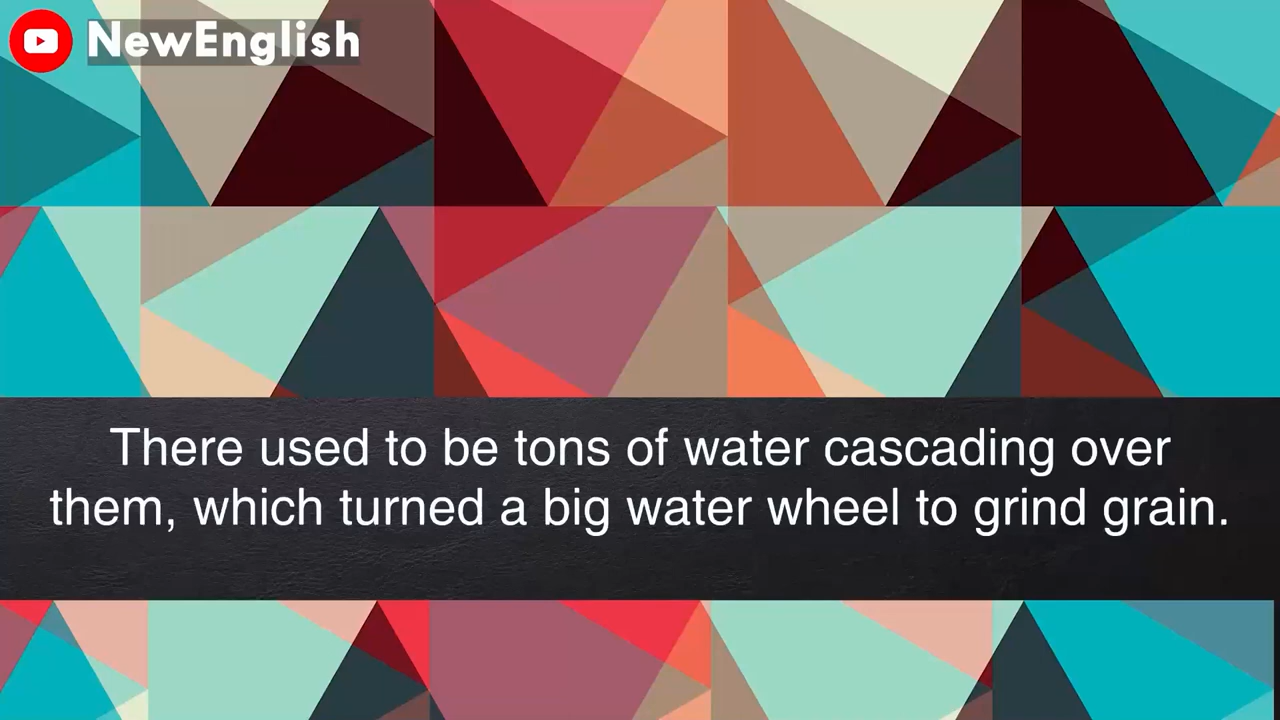 NewEnglish
There used to be tons of water cascading over
them, which turned a big water wheel to grind grain.